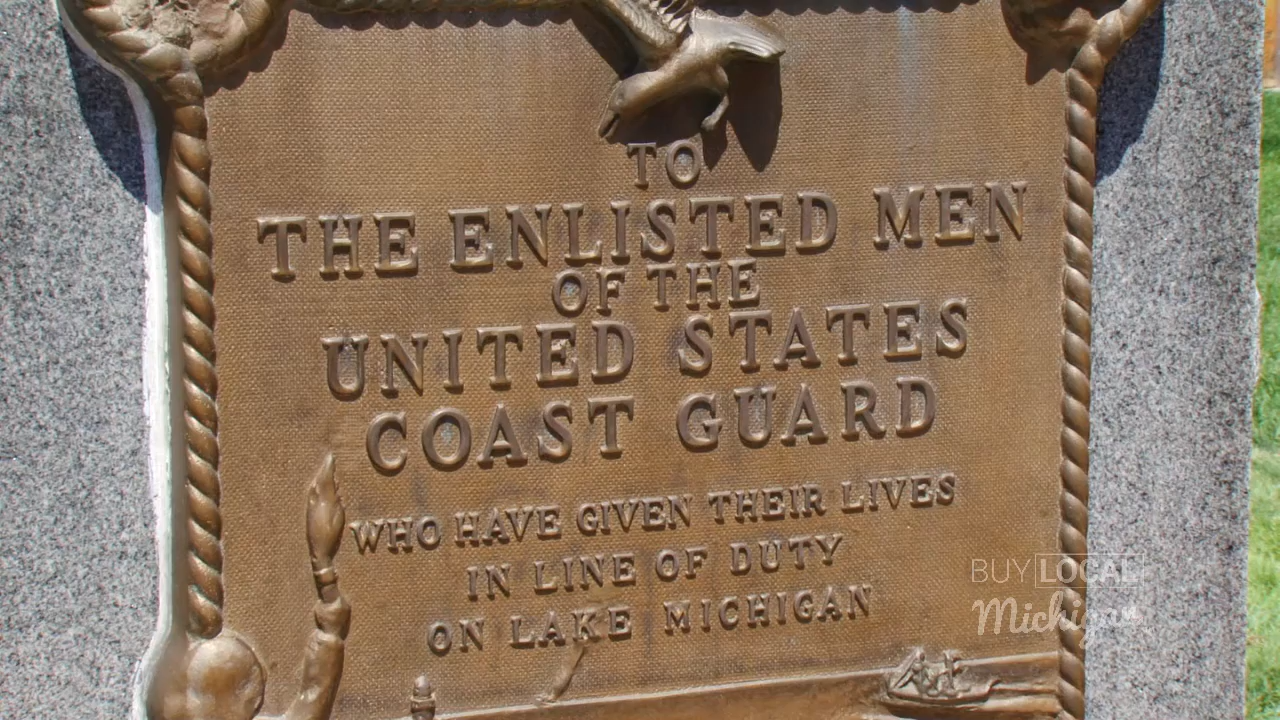 TO
THE ENLISTED MEN
OF THE
UNITED STATES
COAST GUARD
WHO HAVE GIVEN THEIR LIVES
IN LINE OF DUTY
ON LAKE MICHIGAN
BUY LOCAL
Michigan